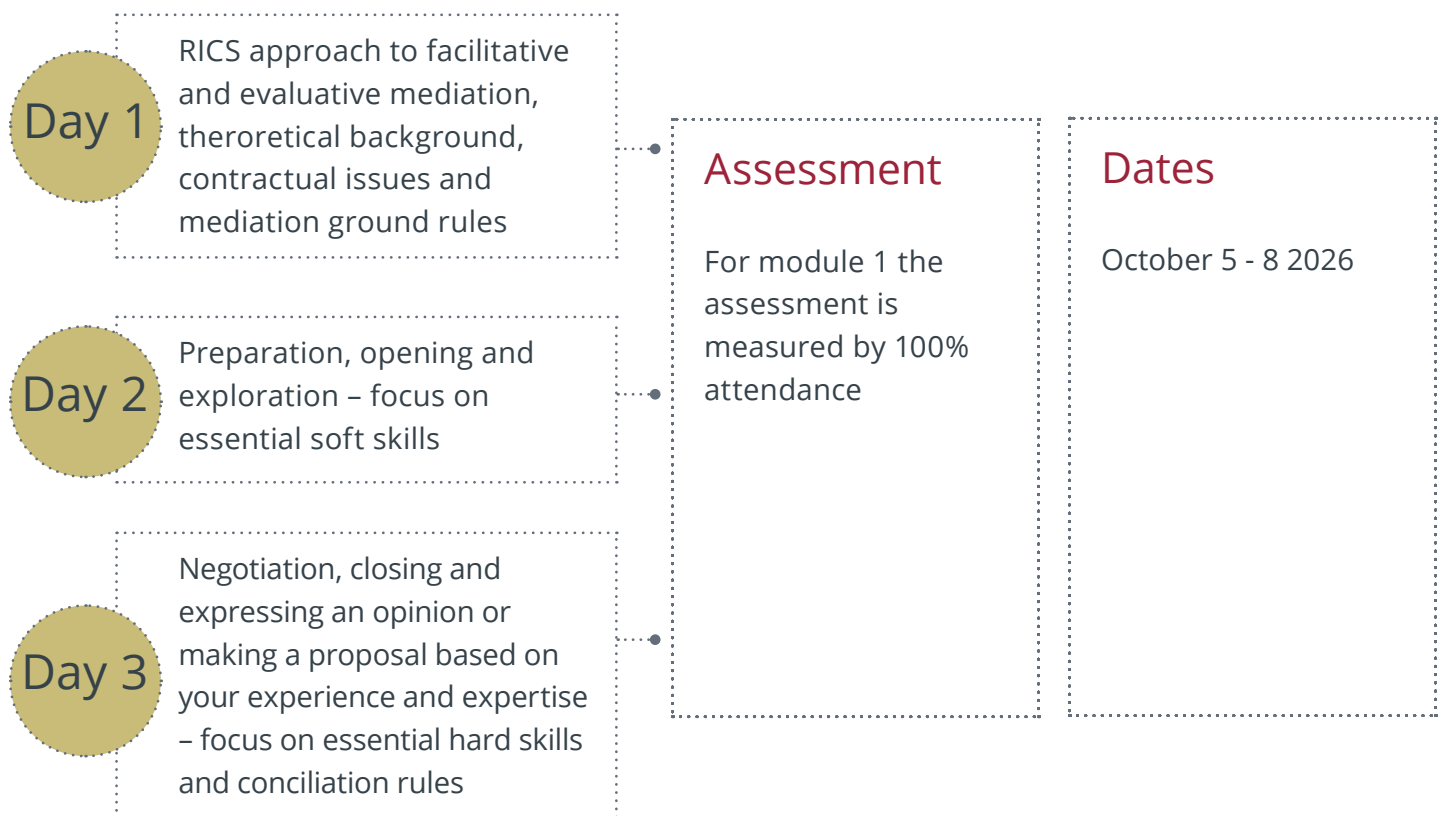 Day 1
RICS approach to facilitative
and evaluative mediation,
theroretical background,
contractual issues and
mediation ground rules
Day 2
Preparation, opening and
exploration – focus on
essential soft skills
Day 3
Negotiation, closing and
expressing an opinion or
making a proposal based on
your experience and expertise
– focus on essential hard skills
and conciliation rules
Assessment
For module 1 the
assessment is
measured by 100%
attendance
Dates
October 5 - 8 2026